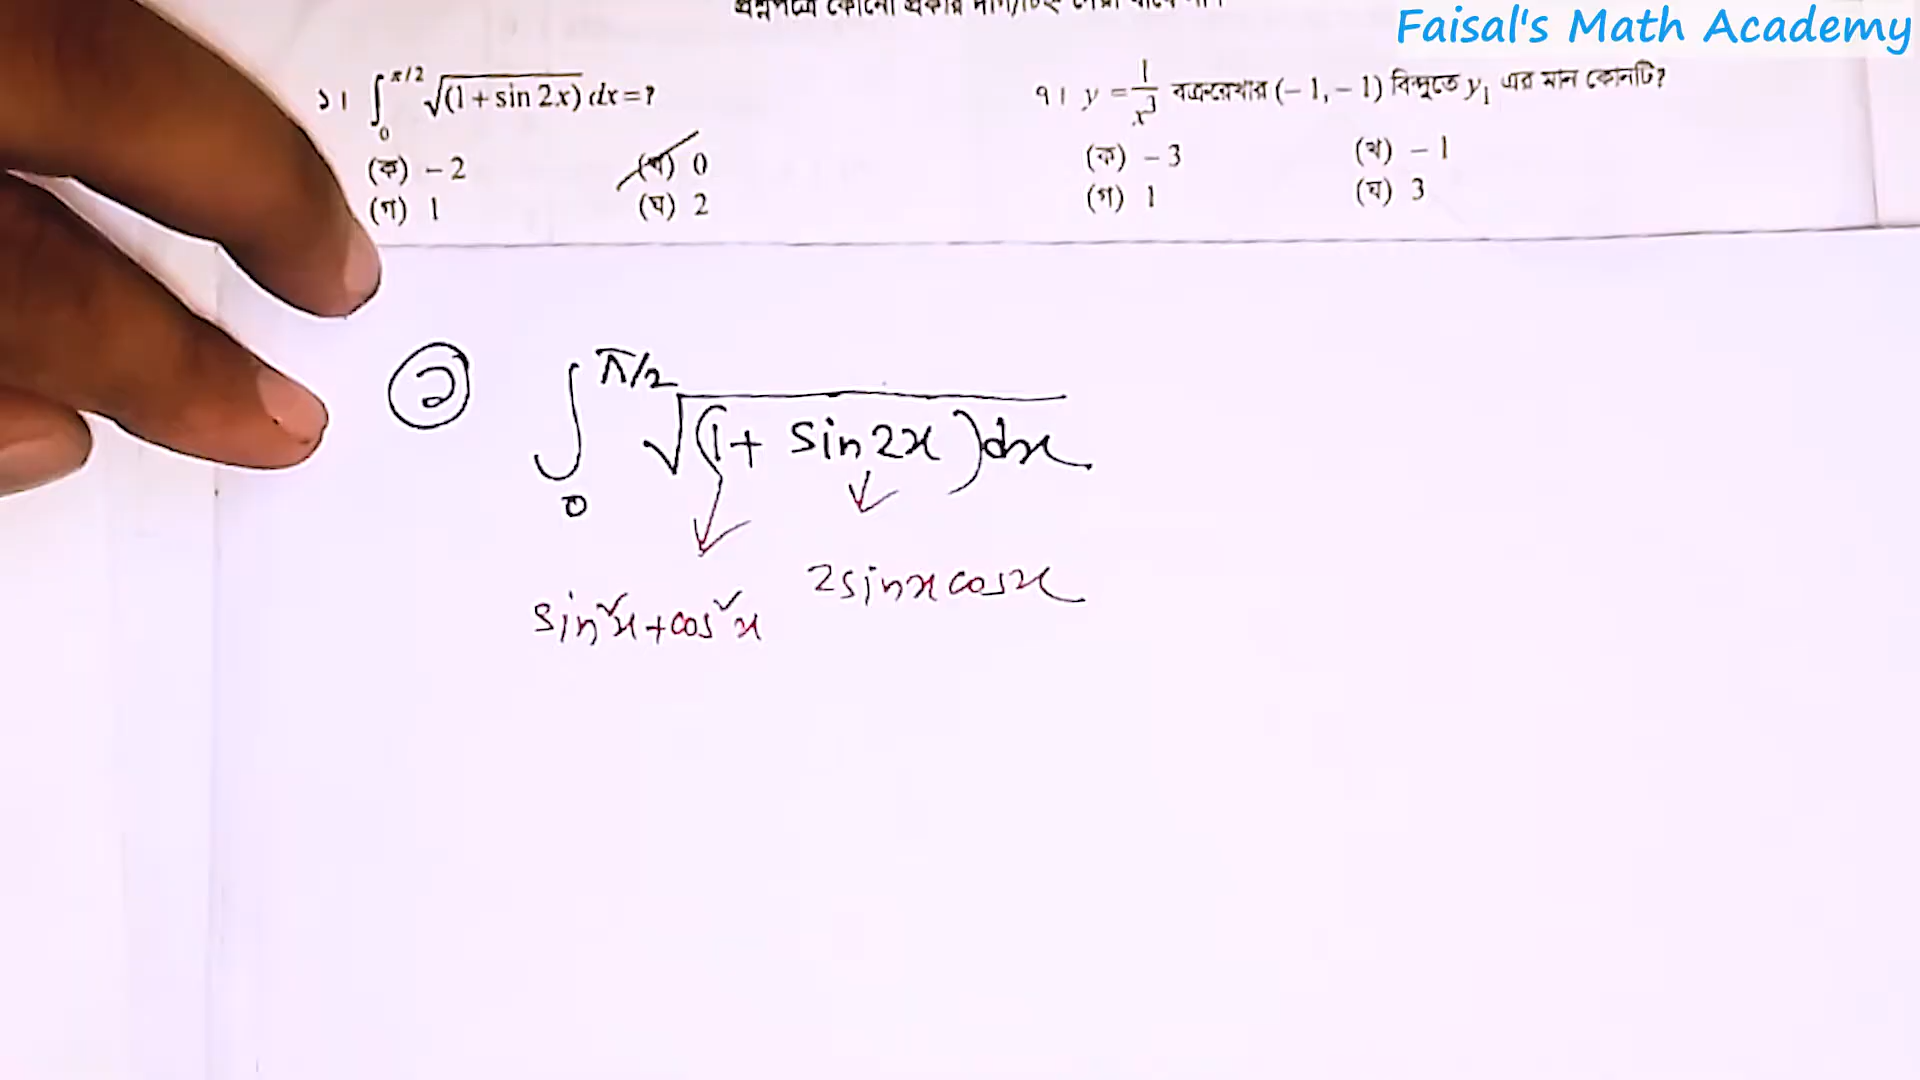 Faisal's Math Academy
১। ∫₀^{π/2} √(1 + sin 2x) dx = ?
(ক) – 2
(খ) 0
(গ) 1
(ঘ) 2
৭। y = 1/x³ বক্ররেখার (– 1, – 1) বিন্দুতে y₁ এর মান কোনটি?
(ক) – 3
(খ) – 1
(গ) 1
(ঘ) 3
১ ∫₀^{π/2} √(1 + sin2x)dx
2sinx cosx
sin²x + cos²x